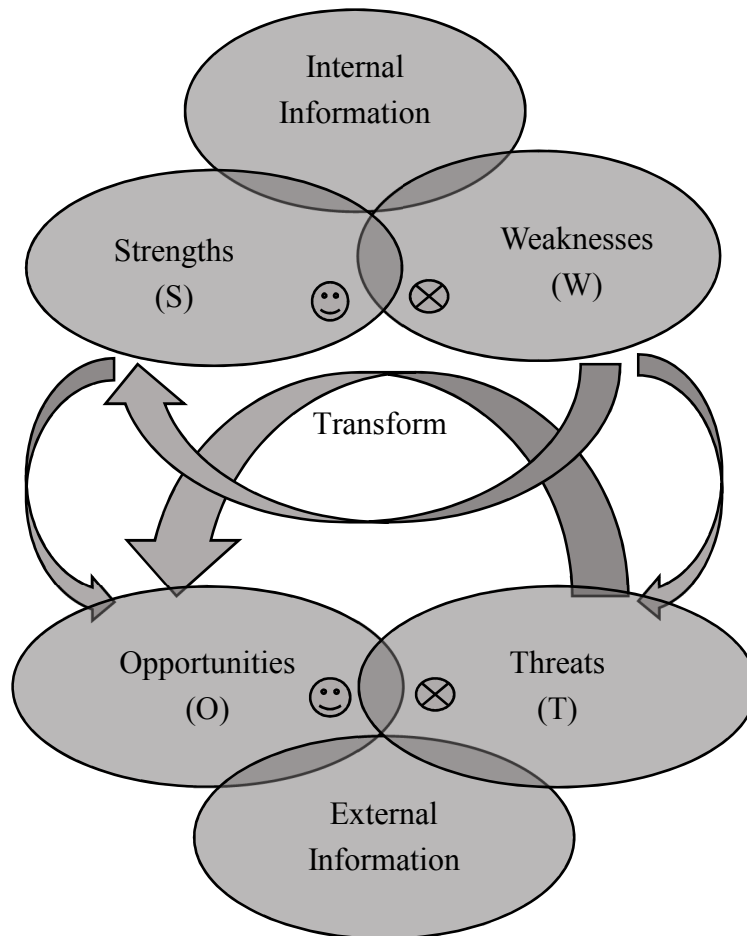 Internal
Information
Strengths
(S)
Weaknesses
(W)
Transform
Opportunities
(O)
Threats
(T)
External
Information